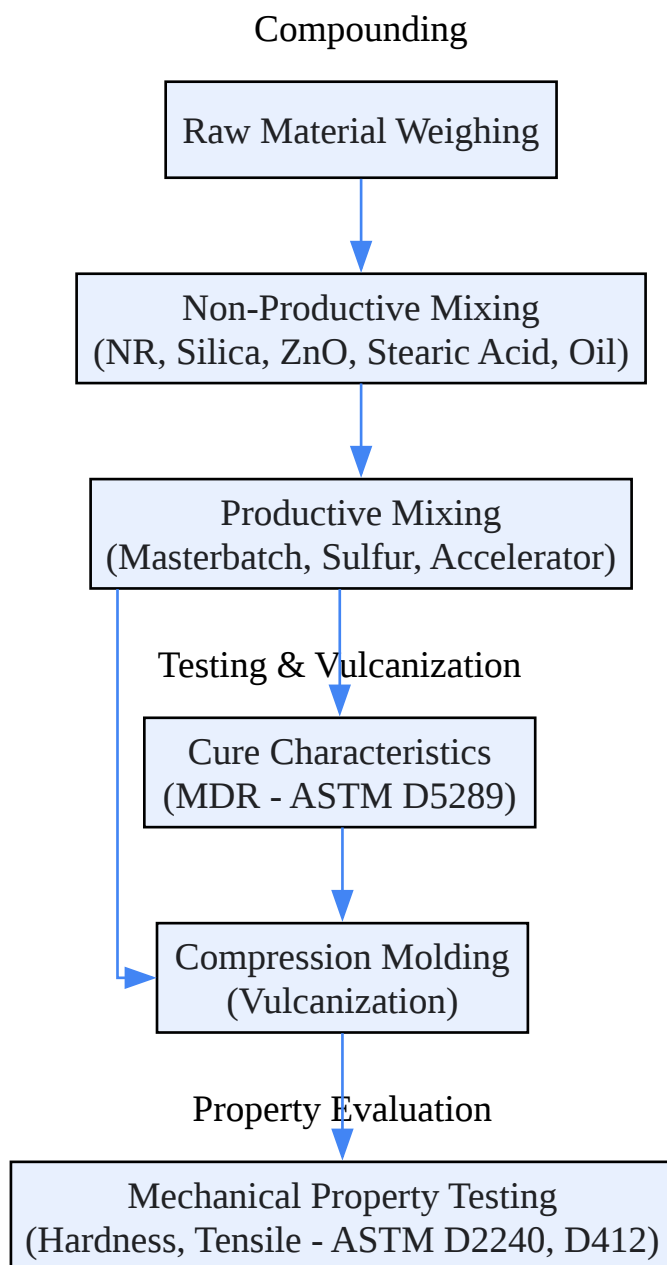 Compounding
Raw Material Weighing
Non-Productive Mixing
(NR, Silica, ZnO, Stearic Acid, Oil)
Productive Mixing
(Masterbatch, Sulfur, Accelerator)
Testing & Vulcanization
Cure Characteristics
(MDR - ASTM D5289)
Compression Molding
(Vulcanization)
Property Evaluation
Mechanical Property Testing
(Hardness, Tensile - ASTM D2240, D412)